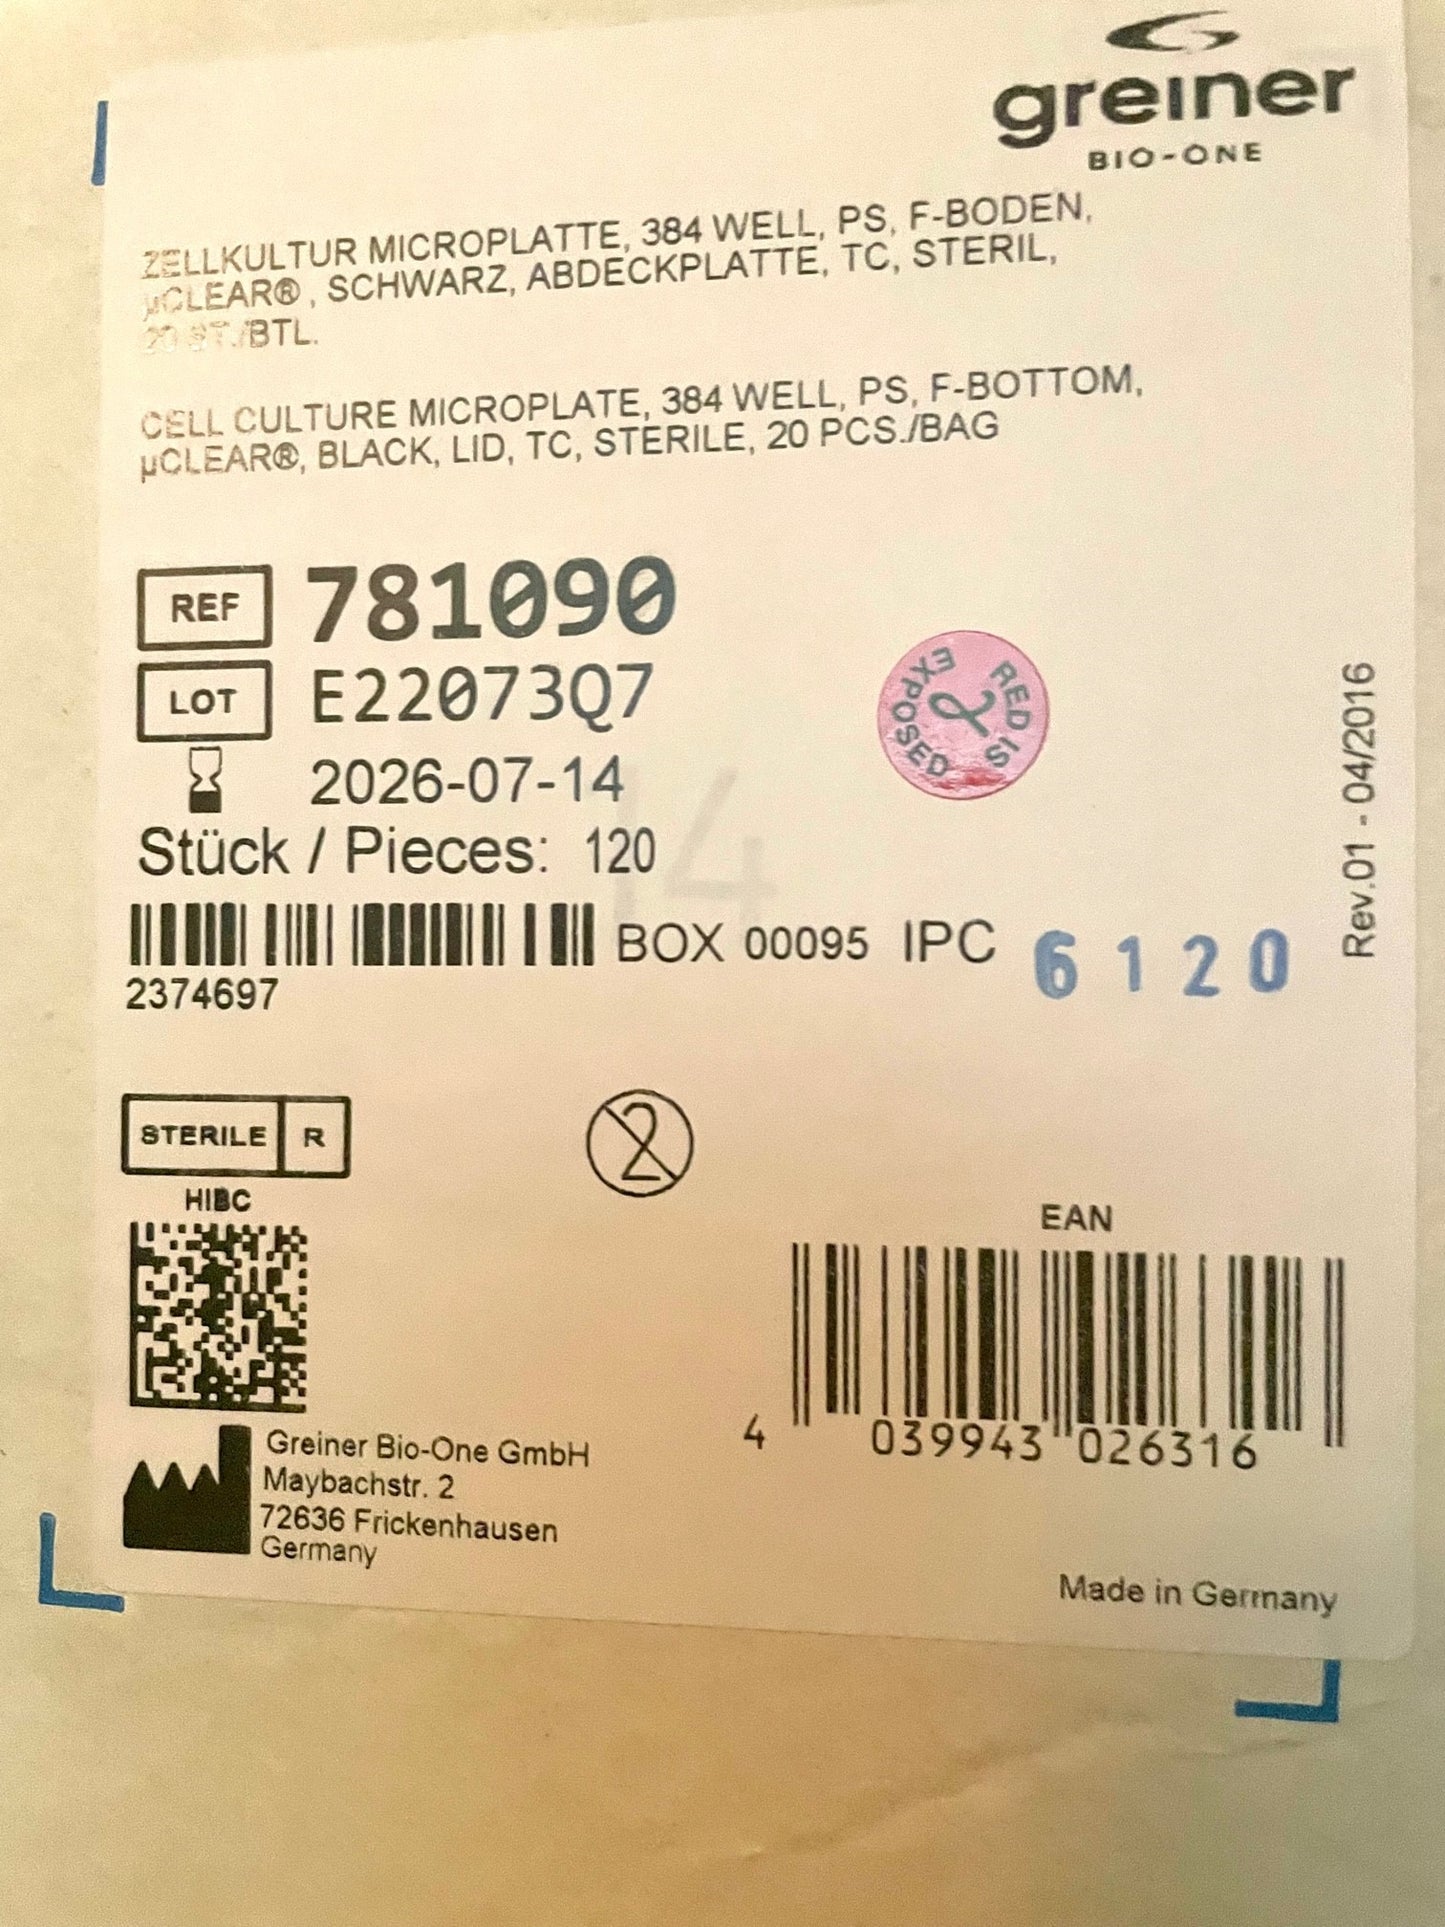 greiner
BIO-ONE
ZELLKULTUR MICROPLATTE, 384 WELL, PS, F-BODEN,
µCLEAR® , SCHWARZ, ABDECKPLATTE, TC, STERIL,
20 ST./BTL.
CELL CULTURE MICROPLATE, 384 WELL, PS, F-BOTTOM,
µCLEAR®, BLACK, LID, TC, STERILE, 20 PCS./BAG
REF 781090
LOT E22073Q7
2026-07-14
Stück / Pieces: 120
RED IS EXPOSED
Rev.01 - 04/2016
BOX 00095 IPC 6120
2374697
STERILE R
2
HIBC
EAN
4 039943 026316
Greiner Bio-One GmbH
Maybachstr. 2
72636 Frickenhausen
Germany
Made in Germany